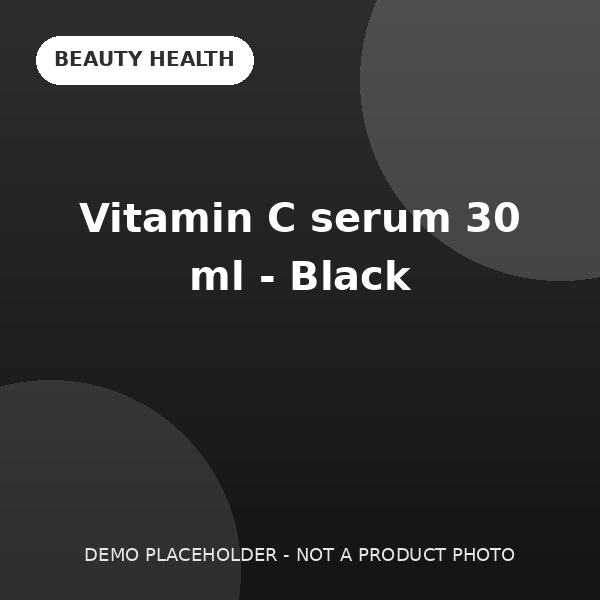 BEAUTY HEALTH
Vitamin C serum 30
ml - Black
DEMO PLACEHOLDER - NOT A PRODUCT PHOTO